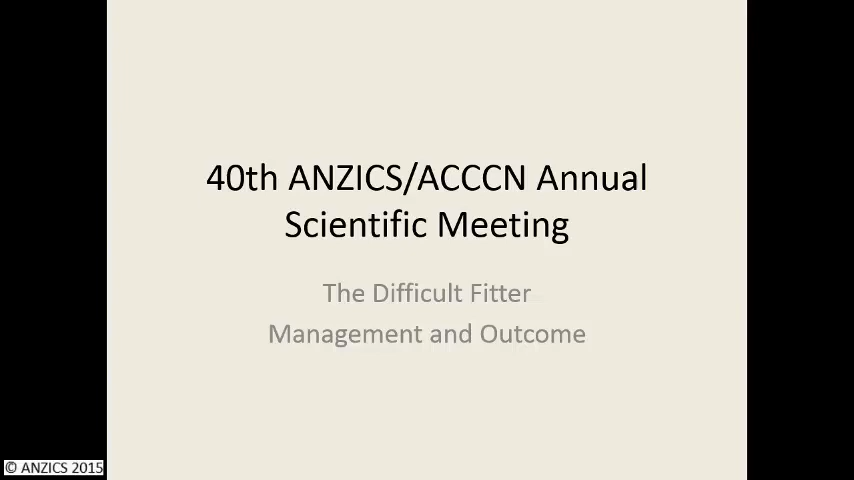 40th ANZICS/ACCCN Annual
Scientific Meeting
The Difficult Fitter
Management and Outcome
© ANZICS 2015